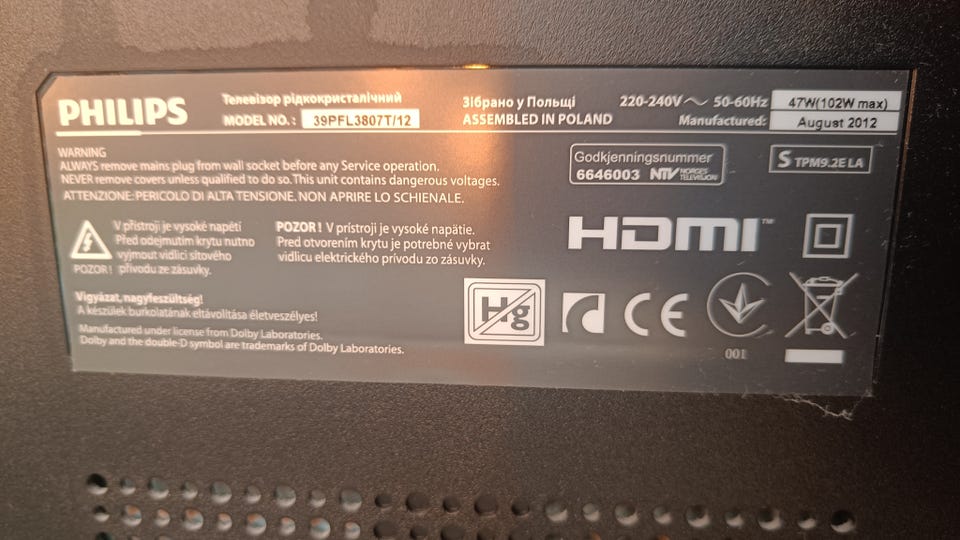 PHILIPS
Телевізор рідкокристалічний
MODEL NO. : 39PFL3807T/12
Зібрано у Польщі
ASSEMBLED IN POLAND
220-240V ~ 50-60Hz 47W(102W max)
Manufactured: August 2012
WARNING
ALWAYS remove mains plug from wall socket before any Service operation.
NEVER remove covers unless qualified to do so. This unit contains dangerous voltages.
ATTENZIONE: PERICOLO DI ALTA TENSIONE. NON APRIRE LO SCHIENALE.
Godkjenningsnummer
6646003 NTV NORGES TELEVISION
S TPM9.2E LA
V přístroji je vysoké napětí
Před odejmutím krytu nutno
vyjmout vidlici síťového
POZOR ! přívodu ze zásuvky.
POZOR ! V prístroji je vysoké napätie.
Pred otvorením krytu je potrebné vybrat
vidlicu elektrického prívodu zo zásuvky.
HDMI™
Vigyázat, nagyfeszültség!
A készülek burkolatának eltávolítása életveszélyes!
Manufactured under license from Dolby Laboratories.
Dolby and the double-D symbol are trademarks of Dolby Laboratories.
Hg
CE
001